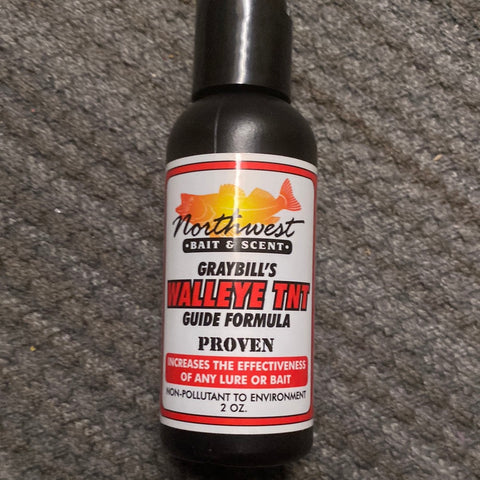 Northwest
•BAIT & SCENT•
GRAYBILL'S
WALLEYE TNT
GUIDE FORMULA
PROVEN
INCREASES THE EFFECTIVENESS
OF ANY LURE OR BAIT
NON-POLLUTANT TO ENVIRONMENT
2 OZ.